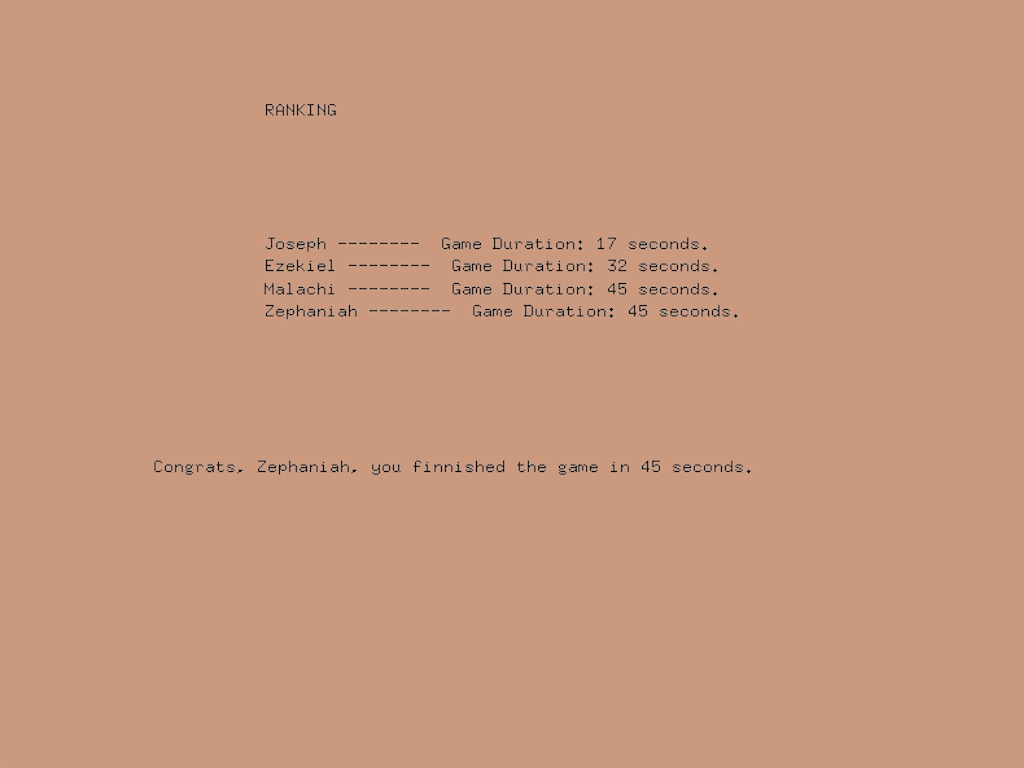 RANKING
Joseph -------- Game Duration: 17 seconds.
Ezekiel -------- Game Duration: 32 seconds.
Malachi -------- Game Duration: 45 seconds.
Zephaniah -------- Game Duration: 45 seconds.
Congrats, Zephaniah, you finnished the game in 45 seconds.